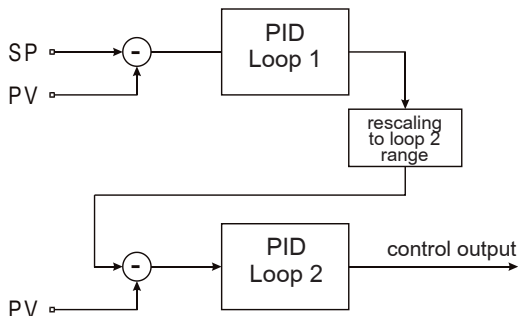 SP
PV
-
PID
Loop 1
rescaling
to loop 2
range
-
PID
Loop 2
control output
PV